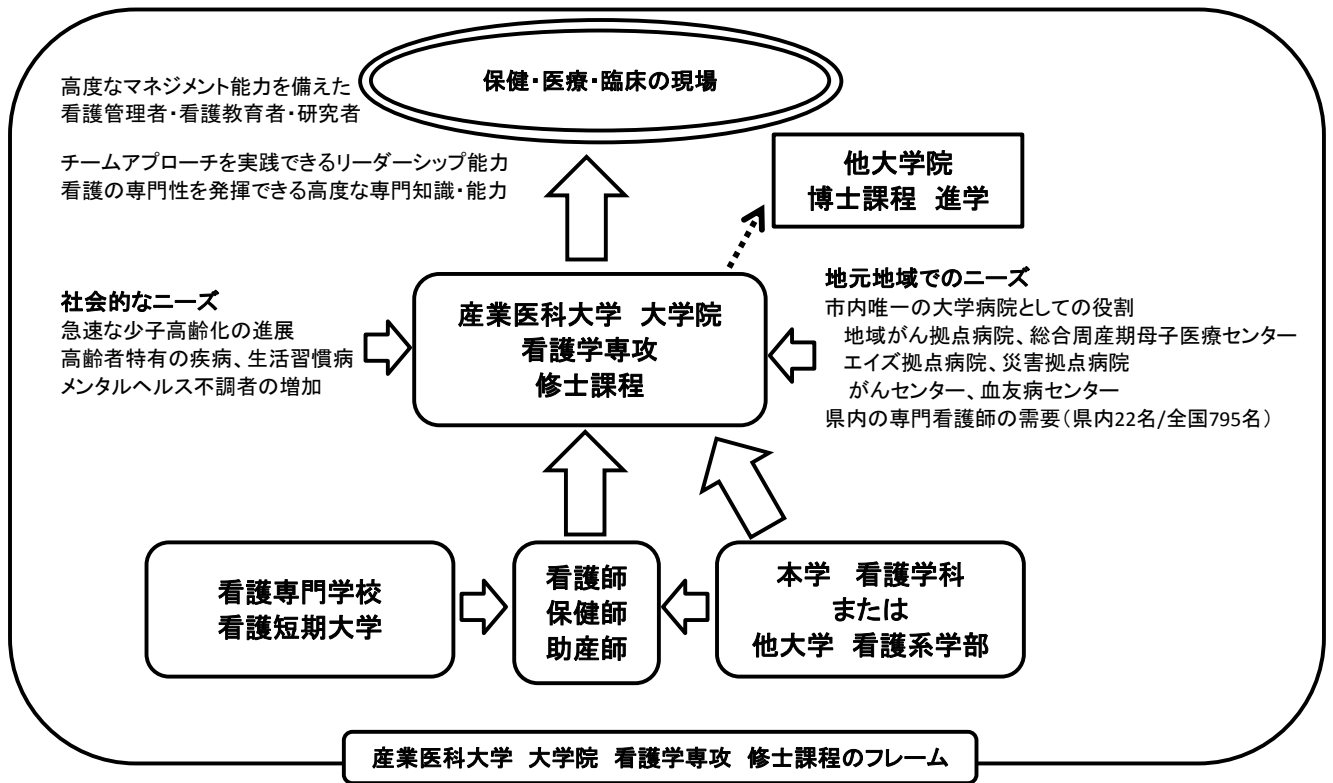 保健・医療・臨床の現場
高度なマネジメント能力を備えた
看護管理者・看護教育者・研究者
チームアプローチを実践できるリーダーシップ能力
看護の専門性を発揮できる高度な専門知識・能力
他大学院
博士課程 進学
社会的なニーズ
急速な少子高齢化の進展
高齢者特有の疾病、生活習慣病
メンタルヘルス不調者の増加
産業医科大学 大学院
看護学専攻
修士課程
地元地域でのニーズ
市内唯一の大学病院としての役割
地域がん拠点病院、総合周産期母子医療センター
エイズ拠点病院、災害拠点病院
がんセンター、血友病センター
県内の専門看護師の需要(県内22名/全国795名)
看護専門学校
看護短期大学
看護師
保健師
助産師
本学 看護学科
または
他大学 看護系学部
産業医科大学 大学院 看護学専攻 修士課程のフレーム